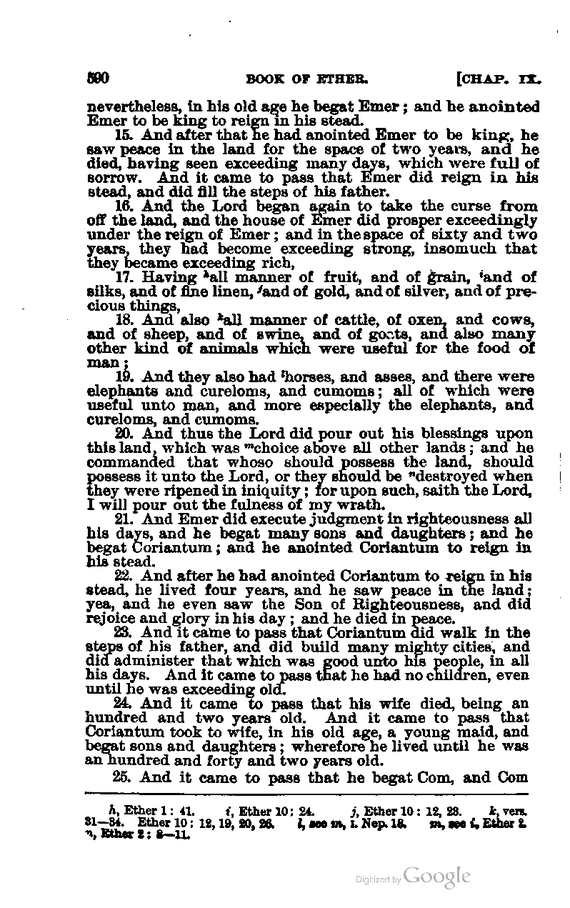 590 BOOK OF ETHER. [CHAP. IX.
nevertheless, in his old age he begat Emer; and he anointed
Emer to be king to reign in his stead.
15. And after that he had anointed Emer to be king, he
saw peace in the land for the space of two years, and he
died, having seen exceeding many days, which were full of
sorrow. And it came to pass that Emer did reign in his
stead, and did fill the steps of his father.
16. And the Lord began again to take the curse from
off the land, and the house of Emer did prosper exceedingly
under the reign of Emer; and in the space of sixty and two
years, they had become exceeding strong, insomuch that
they became exceeding rich,
17. Having ʰall manner of fruit, and of grain, ⁱand of
silks, and of fine linen, ʲand of gold, and of silver, and of pre-
cious things,
18. And also ᵏall manner of cattle, of oxen, and cows,
and of sheep, and of swine, and of goats, and also many
other kind of animals which were useful for the food of
man;
19. And they also had ˡhorses, and asses, and there were
elephants and cureloms, and cumoms; all of which were
useful unto man, and more especially the elephants, and
cureloms, and cumoms.
20. And thus the Lord did pour out his blessings upon
this land, which was ᵐchoice above all other lands; and he
commanded that whoso should possess the land, should
possess it unto the Lord, or they should be ⁿdestroyed when
they were ripened in iniquity; for upon such, saith the Lord,
I will pour out the fulness of my wrath.
21. And Emer did execute judgment in righteousness all
his days, and he begat many sons and daughters; and he
begat Coriantum; and he anointed Coriantum to reign in
his stead.
22. And after he had anointed Coriantum to reign in his
stead, he lived four years, and he saw peace in the land;
yea, and he even saw the Son of Righteousness, and did
rejoice and glory in his day; and he died in peace.
23. And it came to pass that Coriantum did walk in the
steps of his father, and did build many mighty cities, and
did administer that which was good unto his people, in all
his days. And it came to pass that he had no children, even
until he was exceeding old.
24. And it came to pass that his wife died, being an
hundred and two years old. And it came to pass that
Coriantum took to wife, in his old age, a young maid, and
begat sons and daughters; wherefore he lived until he was
an hundred and forty and two years old.
25. And it came to pass that he begat Com, and Com
h, Ether 1: 41. i, Ether 10: 24. j, Ether 10: 12, 23. k, vers.
31—34. Ether 10: 12, 19, 20, 26. l, see m, I. Nep. 18. m, see i, Ether 2.
n, Ether 2: 8—11.
Digitized by Google